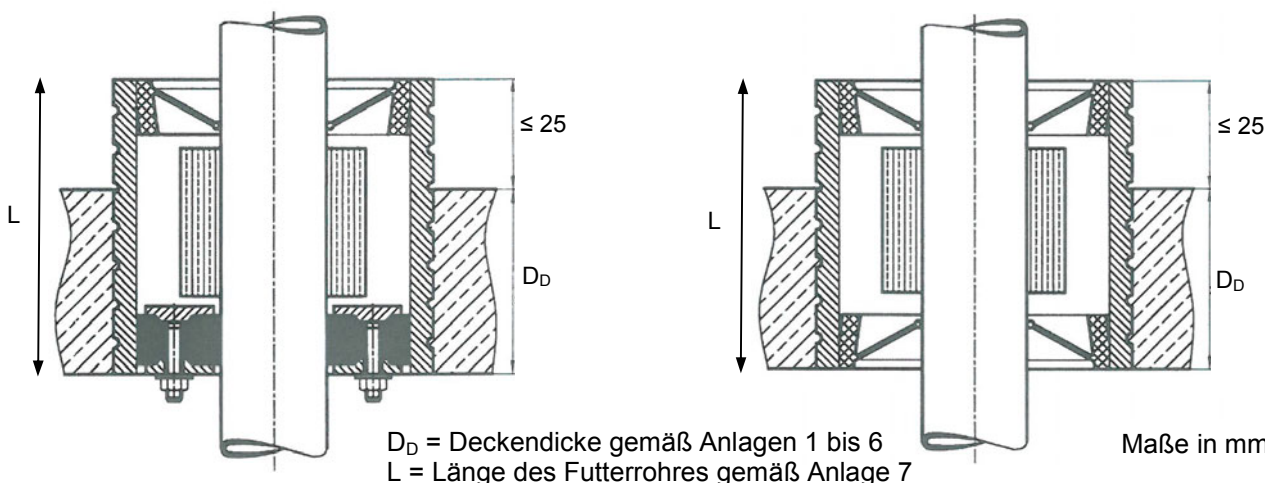 ≤ 25
≤ 25
L
L
D_D
D_D
D_D = Deckendicke gemäß Anlagen 1 bis 6
Maße in mm
L = Länge des Futterrohres gemäß Anlage 7